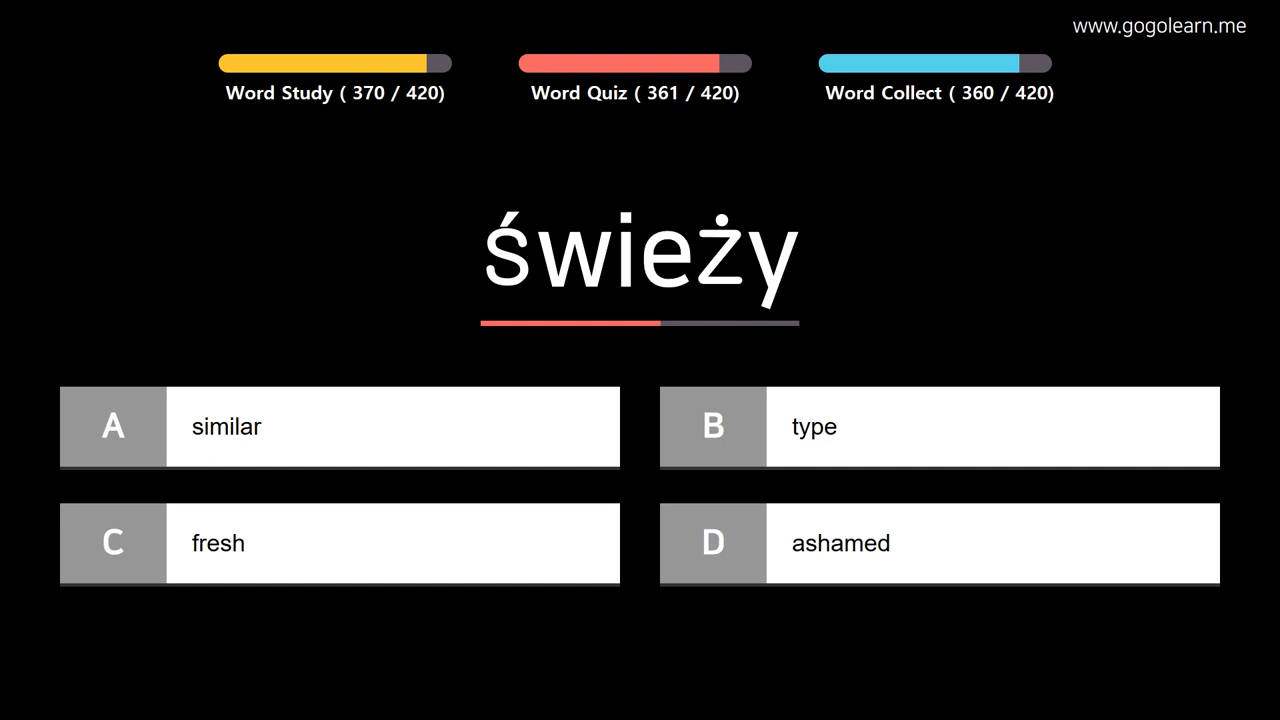 www.gogolearn.me
Word Study ( 370 / 420)
Word Quiz ( 361 / 420)
Word Collect ( 360 / 420)
świeży
A similar
B type
C fresh
D ashamed